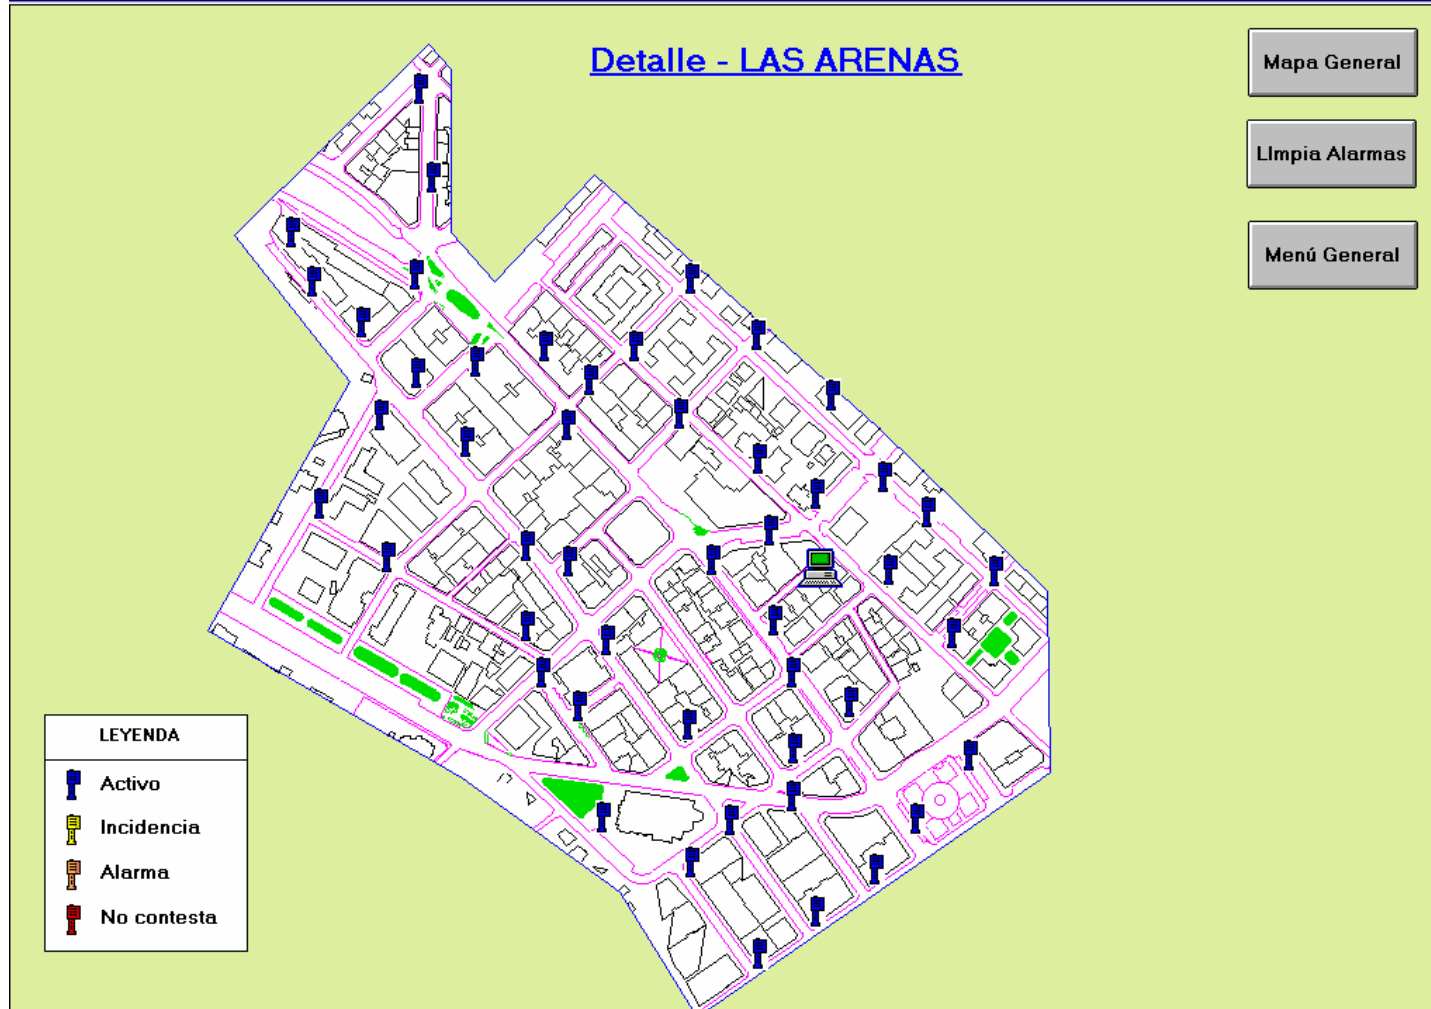 Detalle - LAS ARENAS
Mapa General
LImpia Alarmas
Menú General
LEYENDA
Activo
Incidencia
Alarma
No contesta